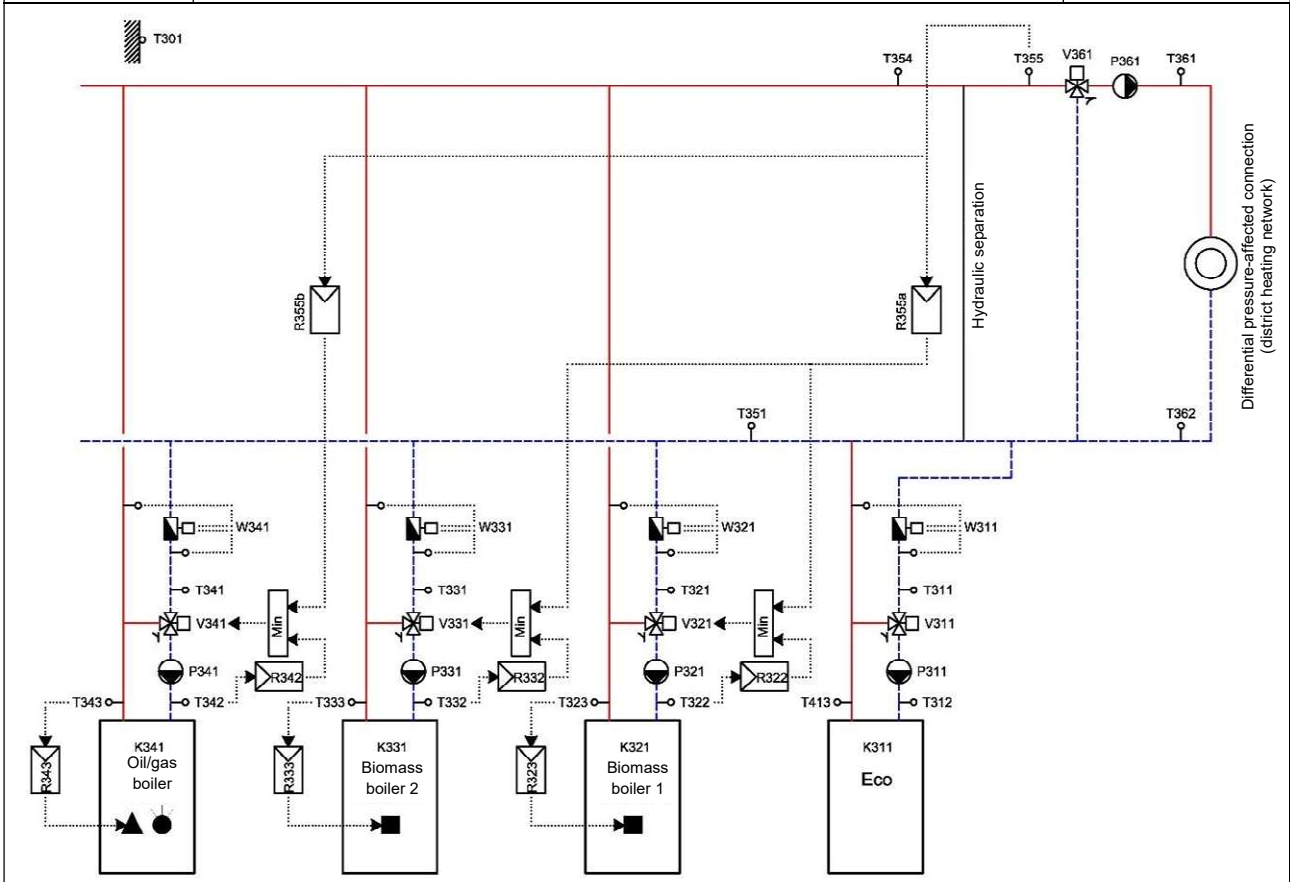 T301
T354
T355
V361
P361
T361
Differential pressure-affected connection
(district heating network)
Hydraulic separation
R355b
R355a
T351
T362
W341
W331
W321
W311
T341
T331
T321
T311
V341
Min
V331
Min
V321
Min
V311
P341
R342
P331
R332
P321
R322
P311
T343
T342
T333
T332
T323
T322
T413
T312
R343
K341
Oil/gas
boiler
R333
K331
Biomass
boiler 2
R323
K321
Biomass
boiler 1
K311
Eco